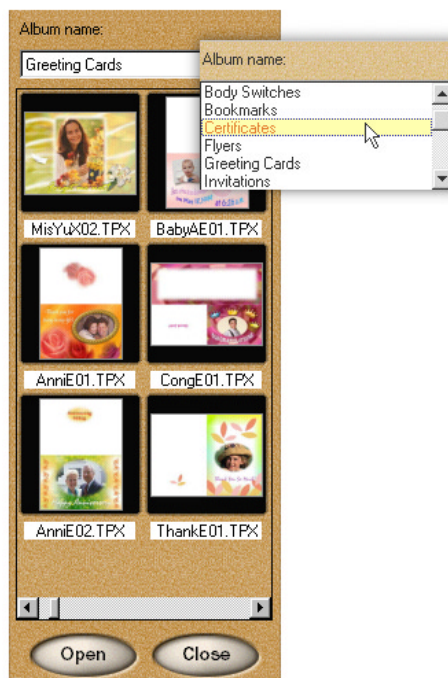 Album name:
Greeting Cards
Album name:
Body Switches
Bookmarks
Certificates
Flyers
Greeting Cards
Invitations
MisYuX02.TPX
BabyAE01.TPX
AnniE01.TPX
CongE01.TPX
AnniE02.TPX
ThankE01.TPX
Open
Close